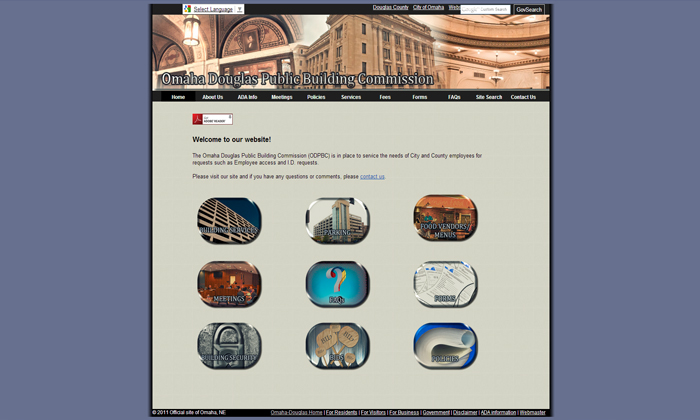 Select Language ▼
Douglas County City of Omaha
Custom Search GovSearch
Omaha Douglas Public Building Commission
Home About Us ADA Info Meetings Policies Services Fees Forms FAQs Site Search Contact Us
Welcome to our website!
The Omaha Douglas Public Building Commission (ODPBC) is in place to service the needs of City and County employees for
requests such as Employee access and I.D. requests.
Please visit our site and if you have any questions or comments, please contact us.
BUILDING SERVICES
PARKING
FOOD VENDORS/
MENUS
MEETINGS
FAQs
FORMS
BUILDING SECURITY
BIDS
POLICIES
© 2011 Official site of Omaha, NE
Omaha-Douglas Home | For Residents | For Visitors | For Business | Government | Disclaimer | ADA information | Webmaster